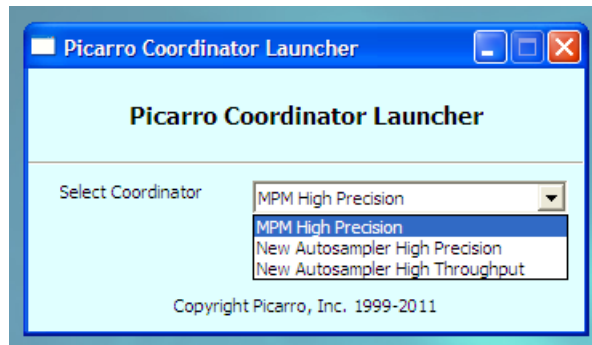 Picarro Coordinator Launcher
Picarro Coordinator Launcher
Select Coordinator
MPM High Precision
MPM High Precision
New Autosampler High Precision
New Autosampler High Throughput
Copyright Picarro, Inc. 1999-2011